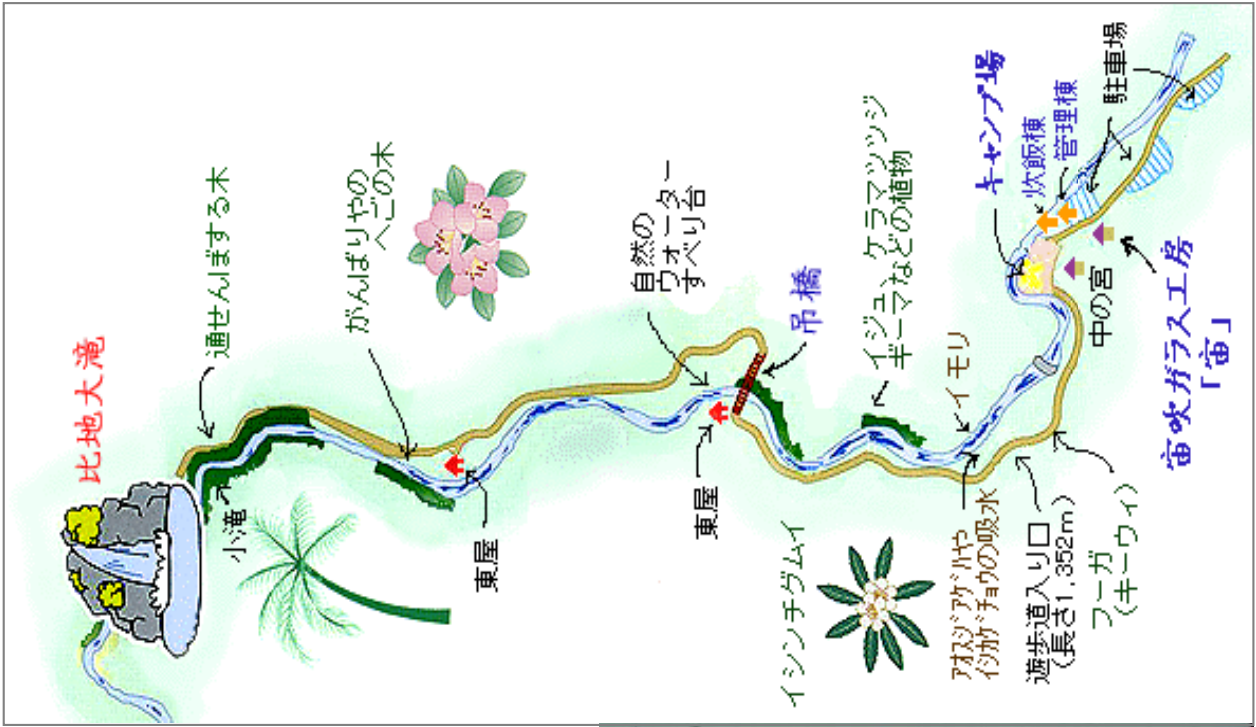 比地大滝
通せんぼする木
小滝
がんばりやの
へごの木
東屋
自然の
ウォーター
すべり台
東屋
吊橋
イシンチグムイ
イジュ、ケラマツツジ
ギーマなどの植物
イモリ
アオスジアゲハや
イシガケチョウの吸水
遊歩道入り口
(長さ1,352m)
フーガ
(キーウィ)
キャンプ場
炊飯棟
管理棟
駐車場
中の宮
宙吹ガラス工房
「宙」